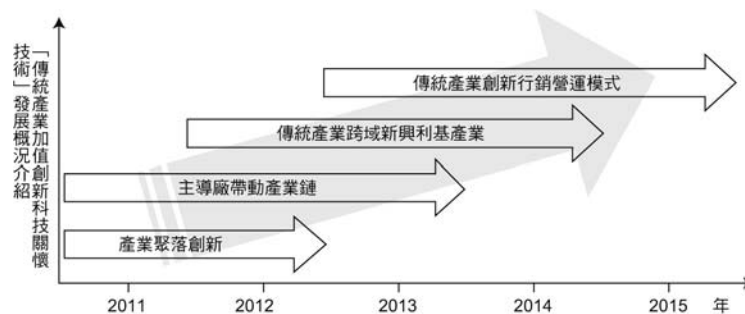 「傳統產業加值創新科技關懷
技術」發展概況介紹
傳統產業創新行銷營運模式
傳統產業跨域新興利基產業
主導廠帶動產業鏈
產業聚落創新
2011 2012 2013 2014 2015 年